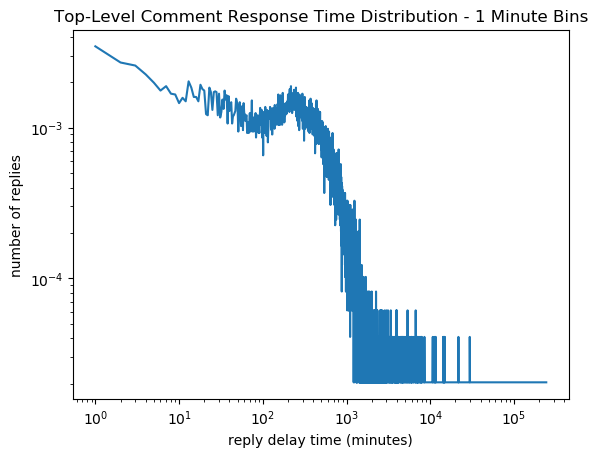 Top-Level Comment Response Time Distribution - 1 Minute Bins
number of replies
10⁻³
10⁻⁴
10⁰ 10¹ 10² 10³ 10⁴ 10⁵
reply delay time (minutes)